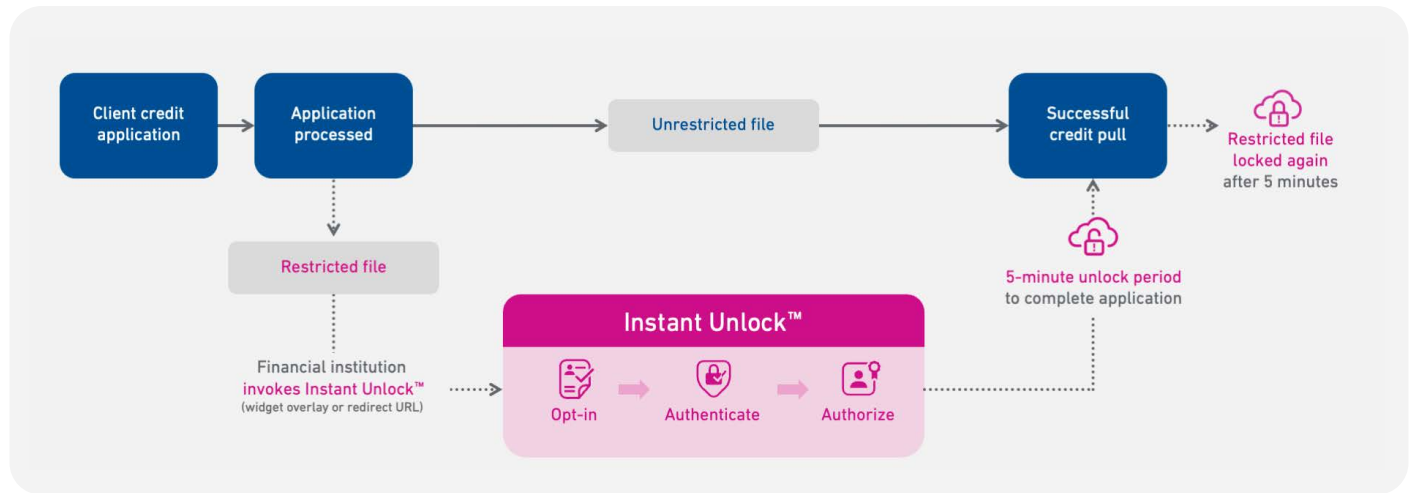 Client credit
application
Application
processed
Unrestricted file
Successful
credit pull
Restricted file
locked again
after 5 minutes
Restricted file
5-minute unlock period
to complete application
Instant Unlock™
Financial institution
invokes Instant Unlock™
(widget overlay or redirect URL)
Opt-in
Authenticate
Authorize